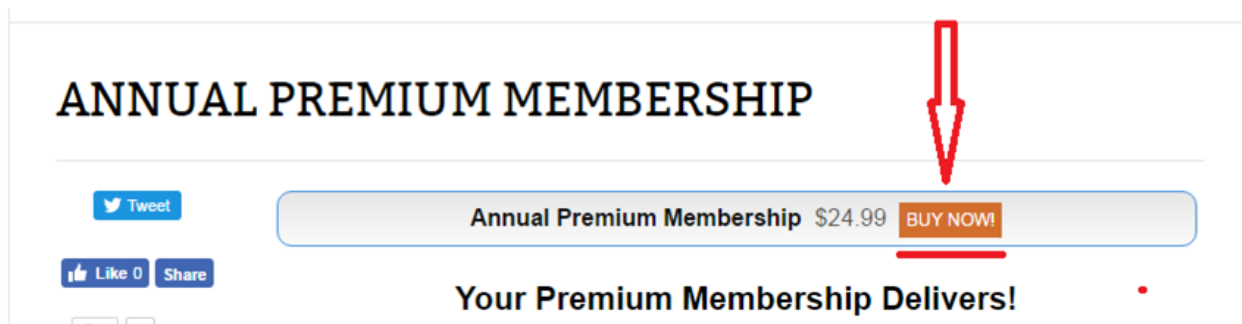 ANNUAL PREMIUM MEMBERSHIP
Tweet
Annual Premium Membership $24.99 BUY NOW!
Like 0 Share
Your Premium Membership Delivers!